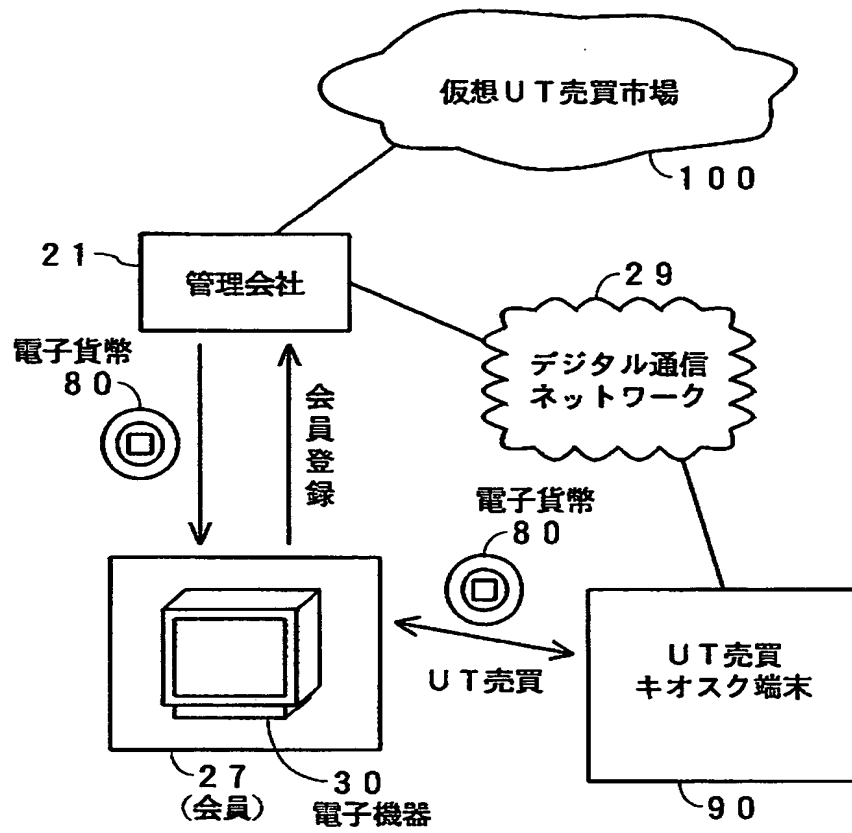 仮想UT売買市場
100
21
管理会社
29
デジタル通信
ネットワーク
電子貨幣
80
会員登録
電子貨幣
80
UT売買
UT売買
キオスク端末
27
(会員)
30
電子機器
90